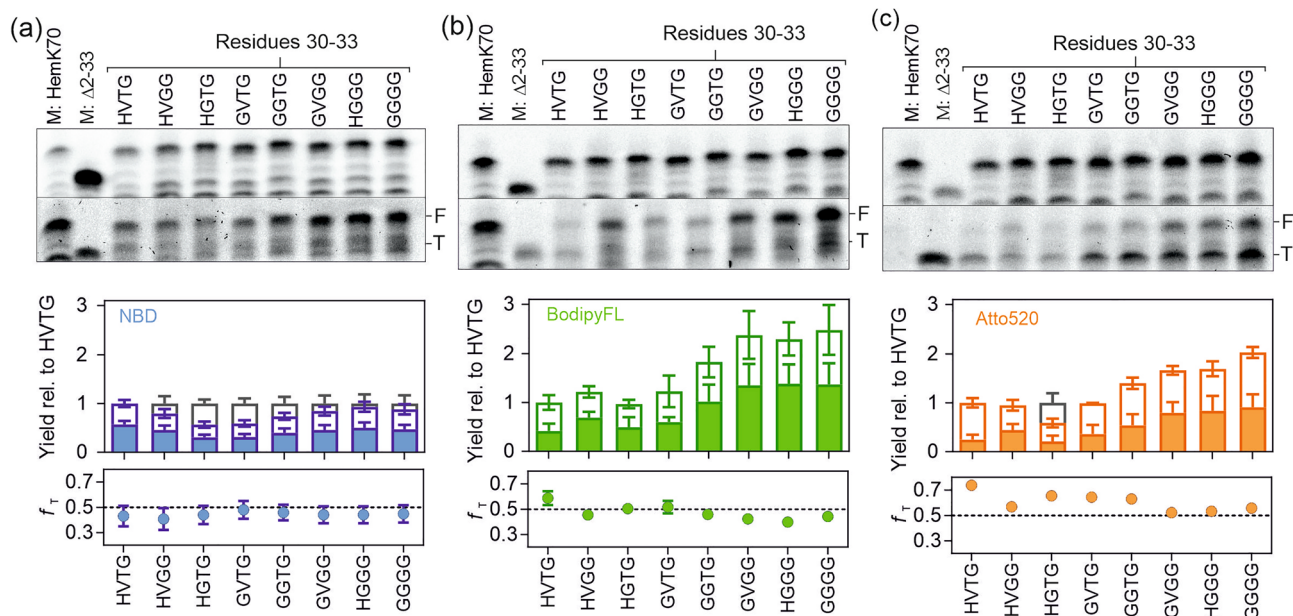 (a)
Residues 30-33
M: HemK70
M: Δ2-33
HVTG
HVGG
HGTG
GVTG
GGTG
GVGG
HGGG
GGGG
F
T
3
2
1
0
Yield rel. to HVTG
NBD
0.7
0.5
0.3
f T
HVTG
HVGG
HGTG
GVTG
GGTG
GVGG
HGGG
GGGG
(b)
Residues 30-33
M: HemK70
M: Δ2-33
HVTG
HVGG
HGTG
GVTG
GGTG
GVGG
HGGG
GGGG
F
T
3
2
1
0
Yield rel. to HVTG
BodipyFL
0.7
0.5
0.3
f T
HVTG
HVGG
HGTG
GVTG
GGTG
GVGG
HGGG
GGGG
(c)
Residues 30-33
M: HemK70
M: Δ2-33
HVTG
HVGG
HGTG
GVTG
GGTG
GVGG
HGGG
GGGG
F
T
3
2
1
0
Yield rel. to HVTG
Atto520
0.7
0.5
0.3
f T
HVTG
HVGG
HGTG
GVTG
GGTG
GVGG
HGGG
GGGG